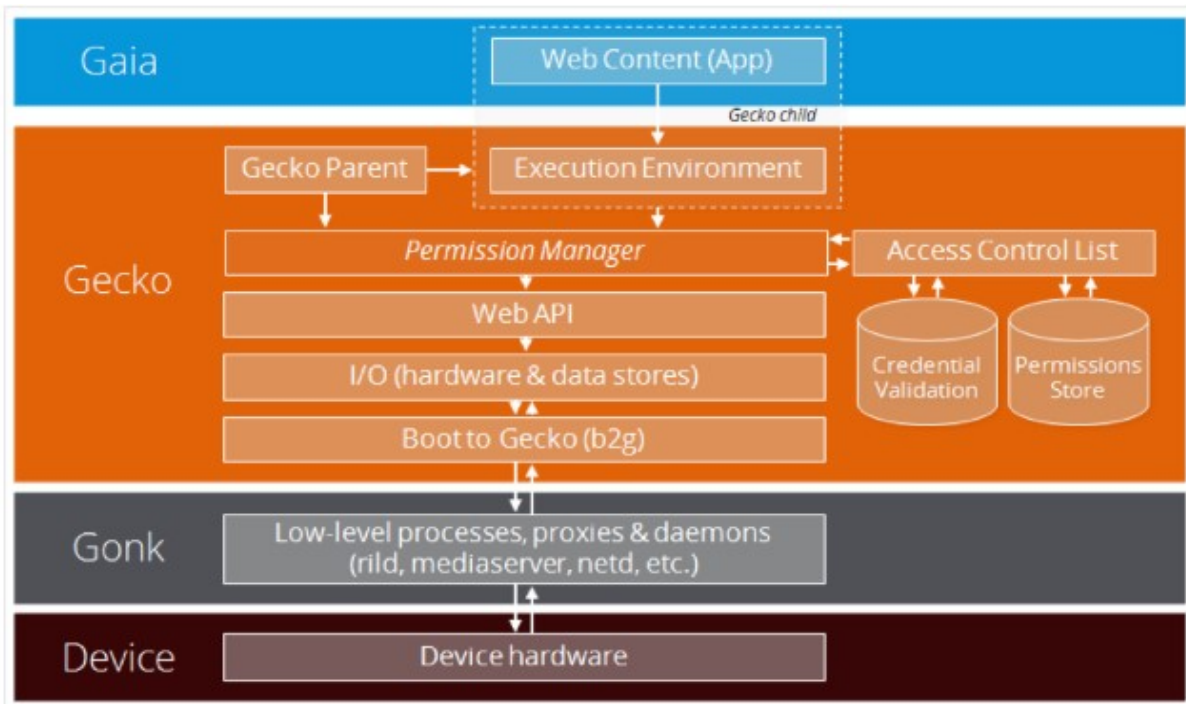 Gaia
Web Content (App)
Gecko child
Gecko Parent
Execution Environment
Gecko
Permission Manager
Access Control List
Web API
Credential
Validation
Permissions
Store
I/O (hardware & data stores)
Boot to Gecko (b2g)
Gonk
Low-level processes, proxies & daemons
(rild, mediaserver, netd, etc.)
Device
Device hardware